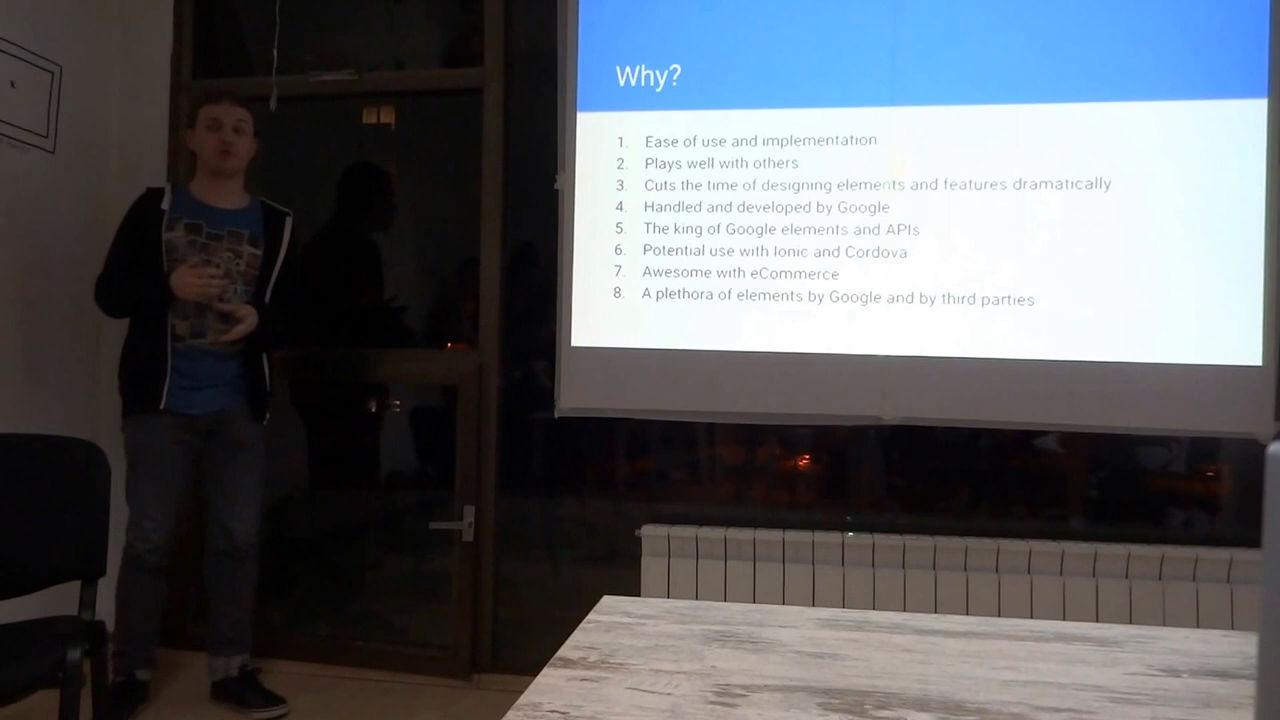 Why?
1. Ease of use and implementation
2. Plays well with others
3. Cuts the time of designing elements and features dramatically
4. Handled and developed by Google
5. The king of Google elements and APIs
6. Potential use with Ionic and Cordova
7. Awesome with eCommerce
8. A plethora of elements by Google and by third parties